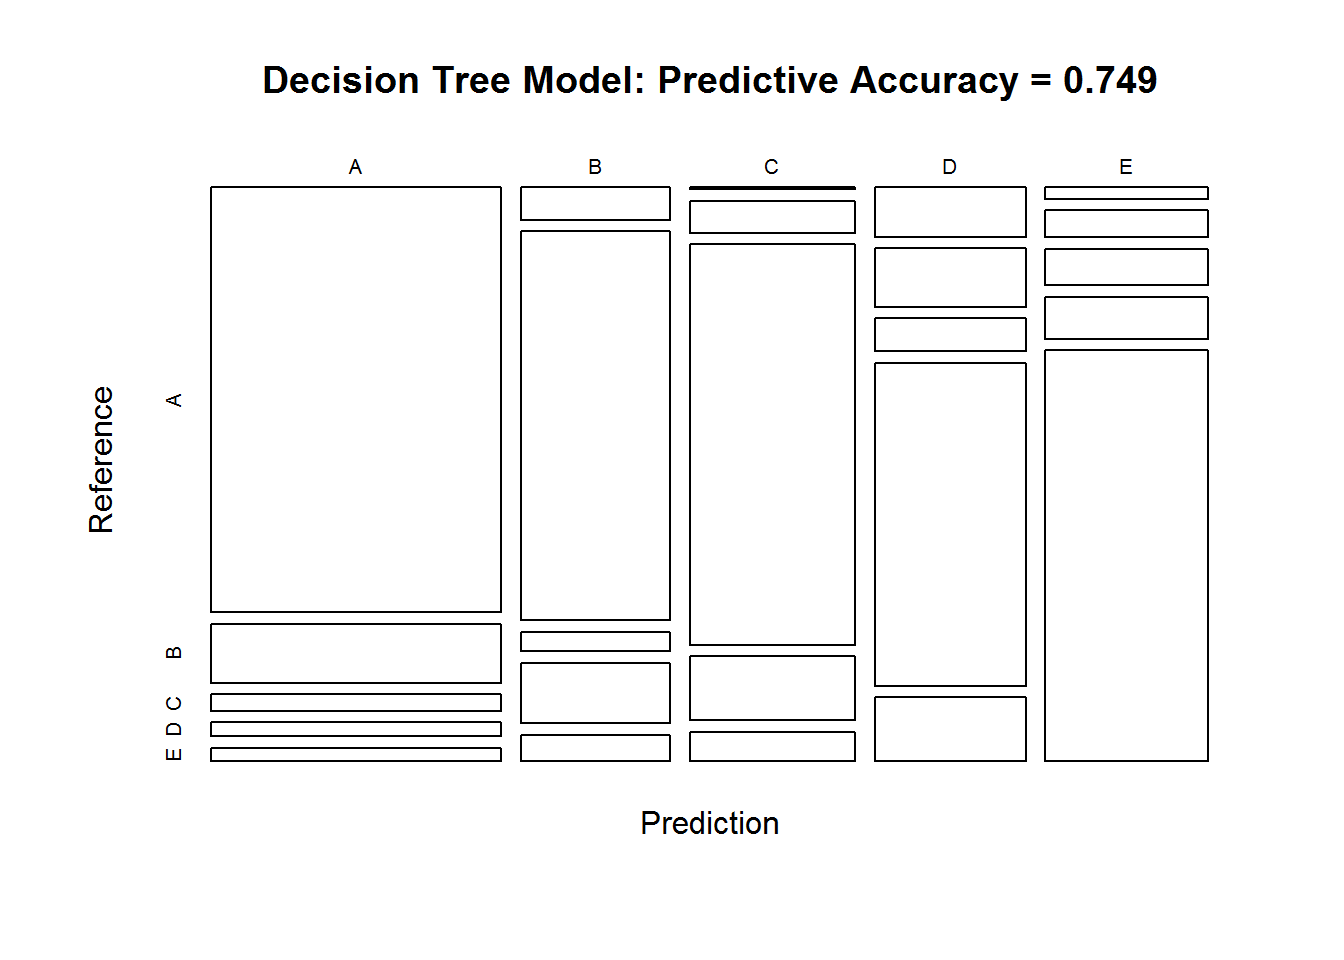 Decision Tree Model: Predictive Accuracy = 0.749
A B C D E
Reference
A
B
C
D
E
Prediction